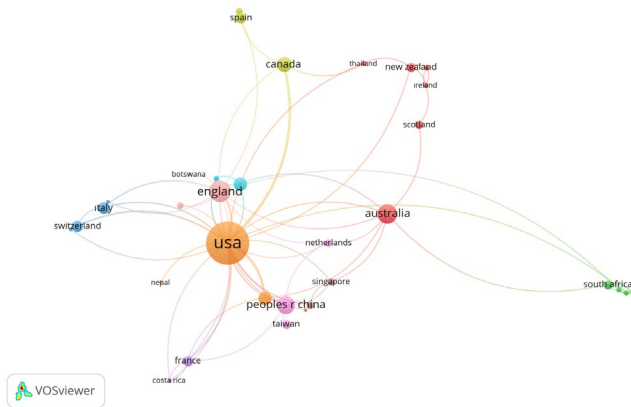 spain
canada
thailand
new zealand
ireland
scotland
botswana
england
italy
switzerland
australia
usa
netherlands
nepal
singapore
south africa
peoples r china
taiwan
france
costa rica
VOSviewer